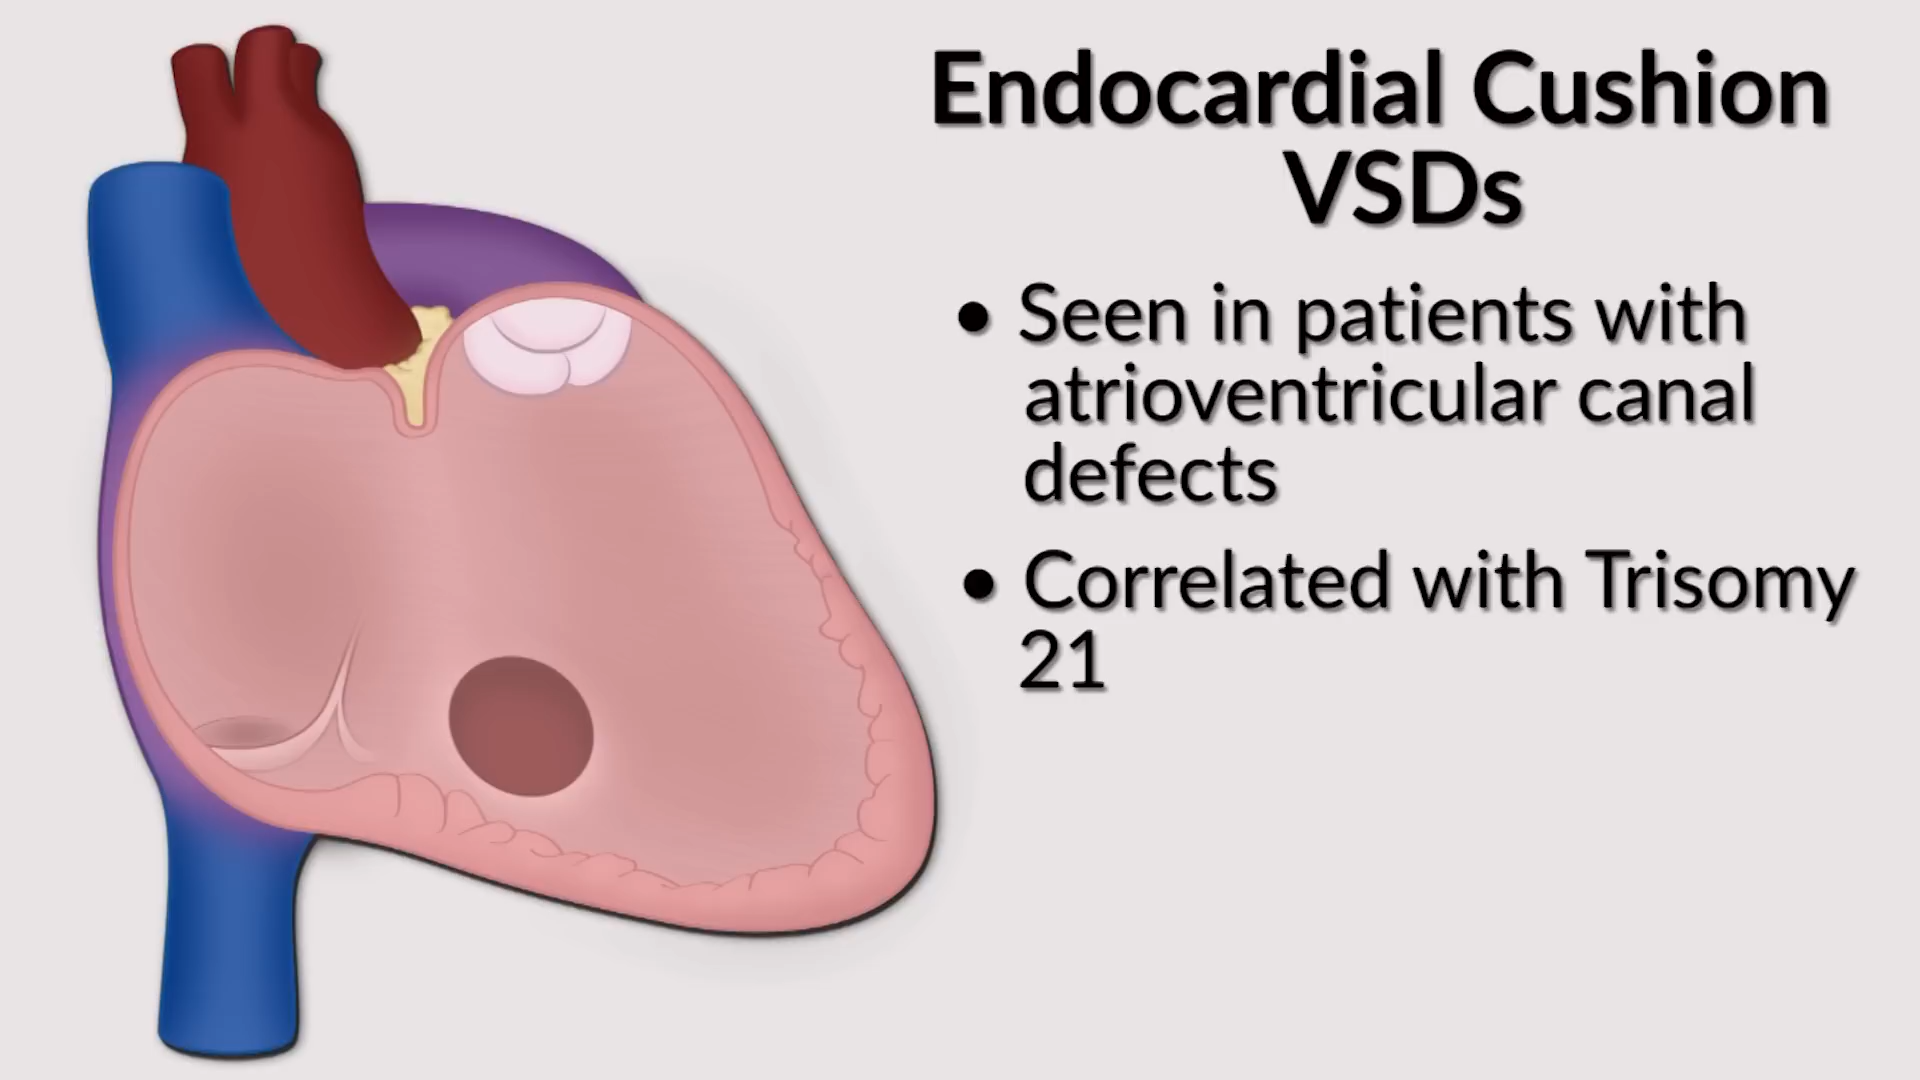 Endocardial Cushion
VSDs
• Seen in patients with
atrioventricular canal
defects
• Correlated with Trisomy
21